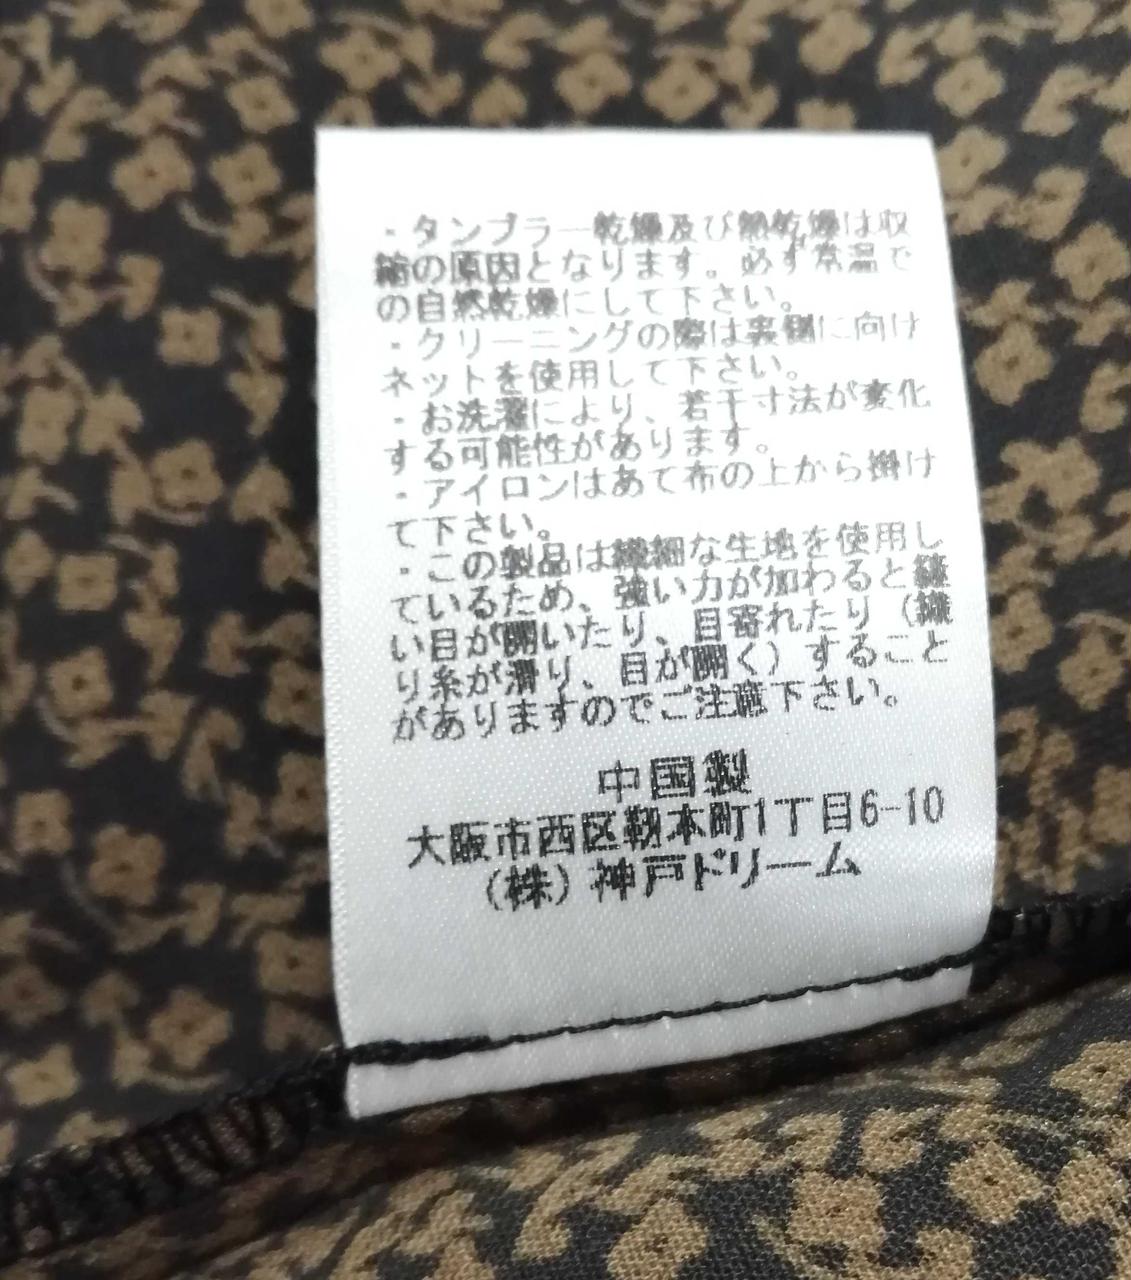 ・タンブラー乾燥及び熱乾燥は収
縮の原因となります。必ず常温で
の自然乾燥にして下さい。
・クリーニングの際は裏側に向け
ネットを使用して下さい。
・お洗濯により、若干寸法が変化
する可能性があります。
・アイロンはあて布の上から掛け
て下さい。
・この製品は繊細な生地を使用し
ているため、強い力が加わると縫
い目が開いたり、目寄れたり（織
り糸が滑り、目が開く）すること
がありますのでご注意下さい。
中国製
大阪市西区靭本町1丁目6-10
（株）神戸ドリーム